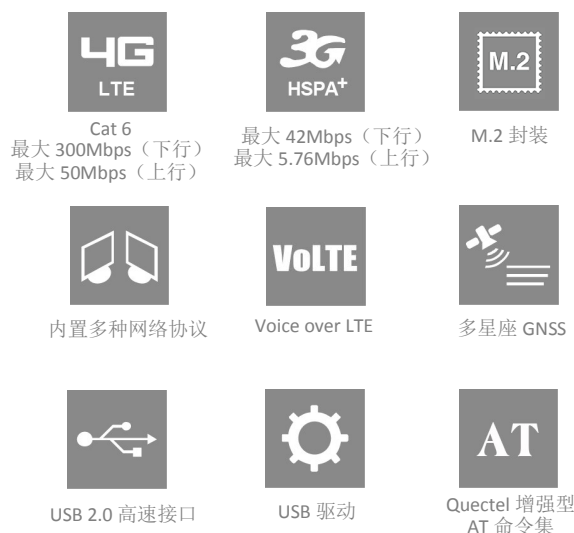 4G
LTE
Cat 6
最大 300Mbps（下行）
最大 50Mbps（上行）
3G
HSPA+
最大 42Mbps（下行）
最大 5.76Mbps（上行）
M.2
M.2 封装
内置多种网络协议
VoLTE
Voice over LTE
多星座 GNSS
USB 2.0 高速接口
USB 驱动
AT
Quectel 增强型
AT 命令集